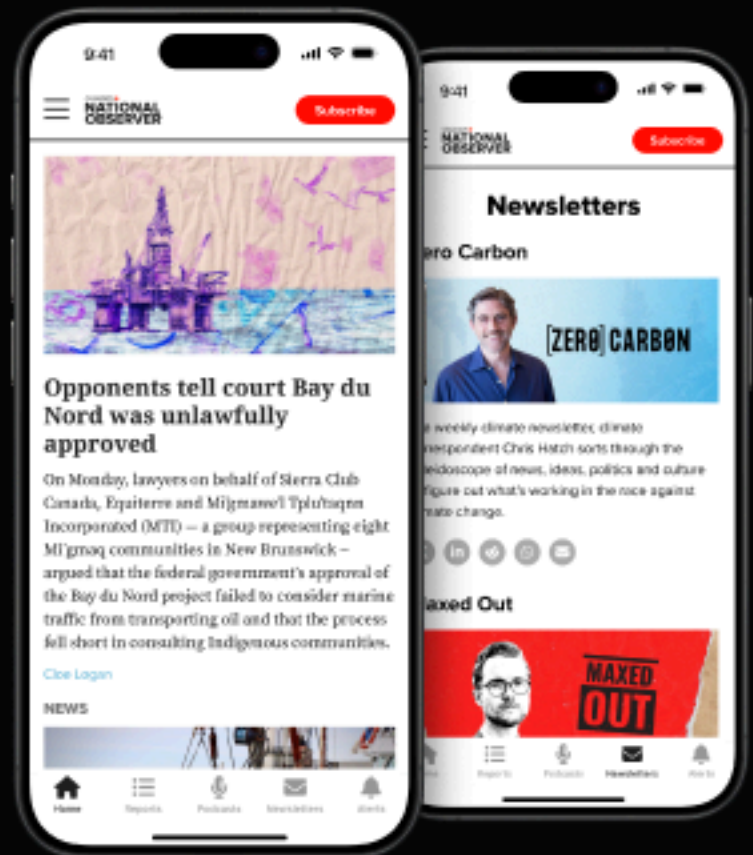 9:41
NATIONAL
OBSERVER
Subscribe
Opponents tell court Bay du
Nord was unlawfully
approved
On Monday, lawyers on behalf of Sierra Club
Canada, Equiterre and Mi'gmawe'l Tplu'taqnn
Incorporated (MTI) — a group representing eight
Mi'gmaq communities in New Brunswick –
argued that the federal government's approval of
the Bay du Nord project failed to consider marine
traffic from transporting oil and that the process
fell short in consulting Indigenous communities.
Cloe Logan
NEWS
Home
Reports
Podcasts
Newsletters
Alerts
9:41
NATIONAL
OBSERVER
Subscribe
Newsletters
ero Carbon
[ZERO] CARBON
weekly climate newsletter, climate
respondent Chris Hatch sorts through the
eidoscope of news, ideas, politics and culture
figure out what's working in the race against
mate change.
axed Out
MAXED
OUT
me
Reports
Podcasts
Newsletters
Alerts